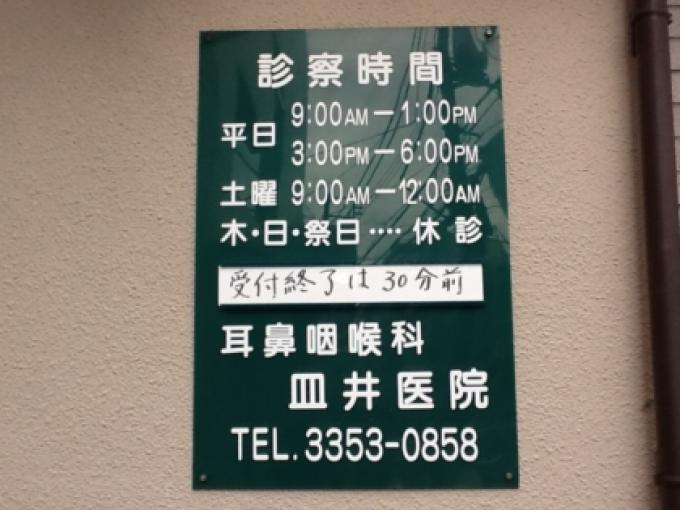 診察時間
平日 9:00AM－1:00PM
3:00PM－6:00PM
土曜 9:00AM－12:00AM
木・日・祭日‥‥休診
受付終了は30分前
耳鼻咽喉科
皿井医院
TEL.3353-0858